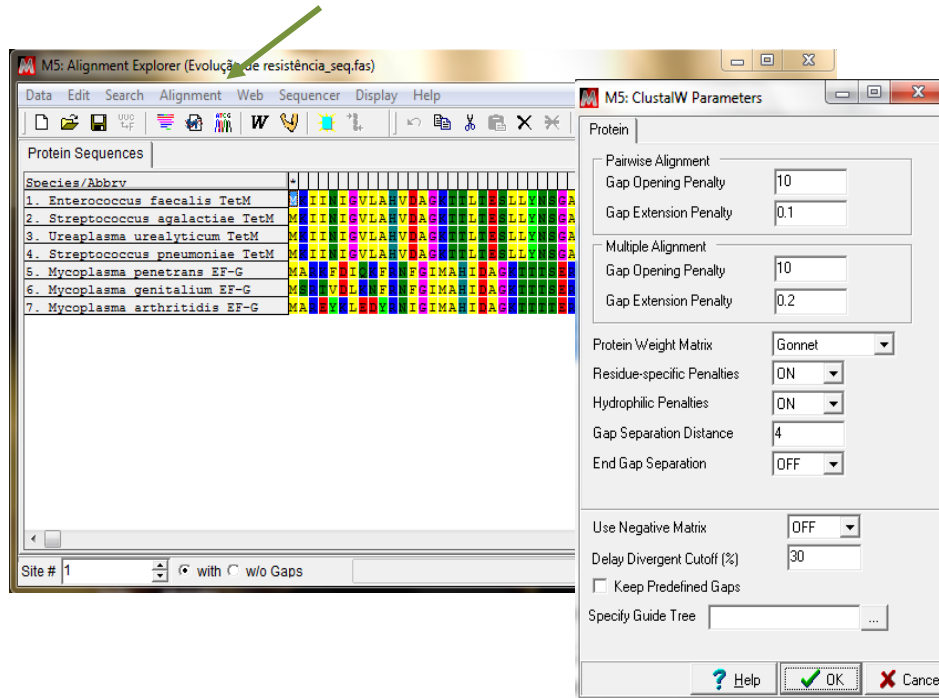 M5: Alignment Explorer (Evolução de resistência_seq.fas)
Data Edit Search Alignment Web Sequencer Display Help
W
Protein Sequences
Species/Abbrv *
1. Enterococcus faecalis TetM MKIINIGVLAHVDAGKTTLTESLLYNSGA
2. Streptococcus agalactiae TetM MKIINIGVLAHVDAGKTTLTESLLYNSGA
3. Ureaplasma urealyticum TetM MKIINIGVLAHVDAGKTTLTESLLYNSGA
4. Streptococcus pneumoniae TetM MKIINIGVLAHVDAGKTTLTESLLYNSGA
5. Mycoplasma penetrans EF-G
6. Mycoplasma genitalium EF-G
7. Mycoplasma arthritidis EF-G
Site # 1 with w/o Gaps
M5: ClustalW Parameters
Protein
Pairwise Alignment
Gap Opening Penalty 10
Gap Extension Penalty 0.1
Multiple Alignment
Gap Opening Penalty 10
Gap Extension Penalty 0.2
Protein Weight Matrix Gonnet
Residue-specific Penalties ON
Hydrophilic Penalties ON
Gap Separation Distance 4
End Gap Separation OFF
Use Negative Matrix OFF
Delay Divergent Cutoff (%) 30
Keep Predefined Gaps
Specify Guide Tree ...
? Help OK Cance